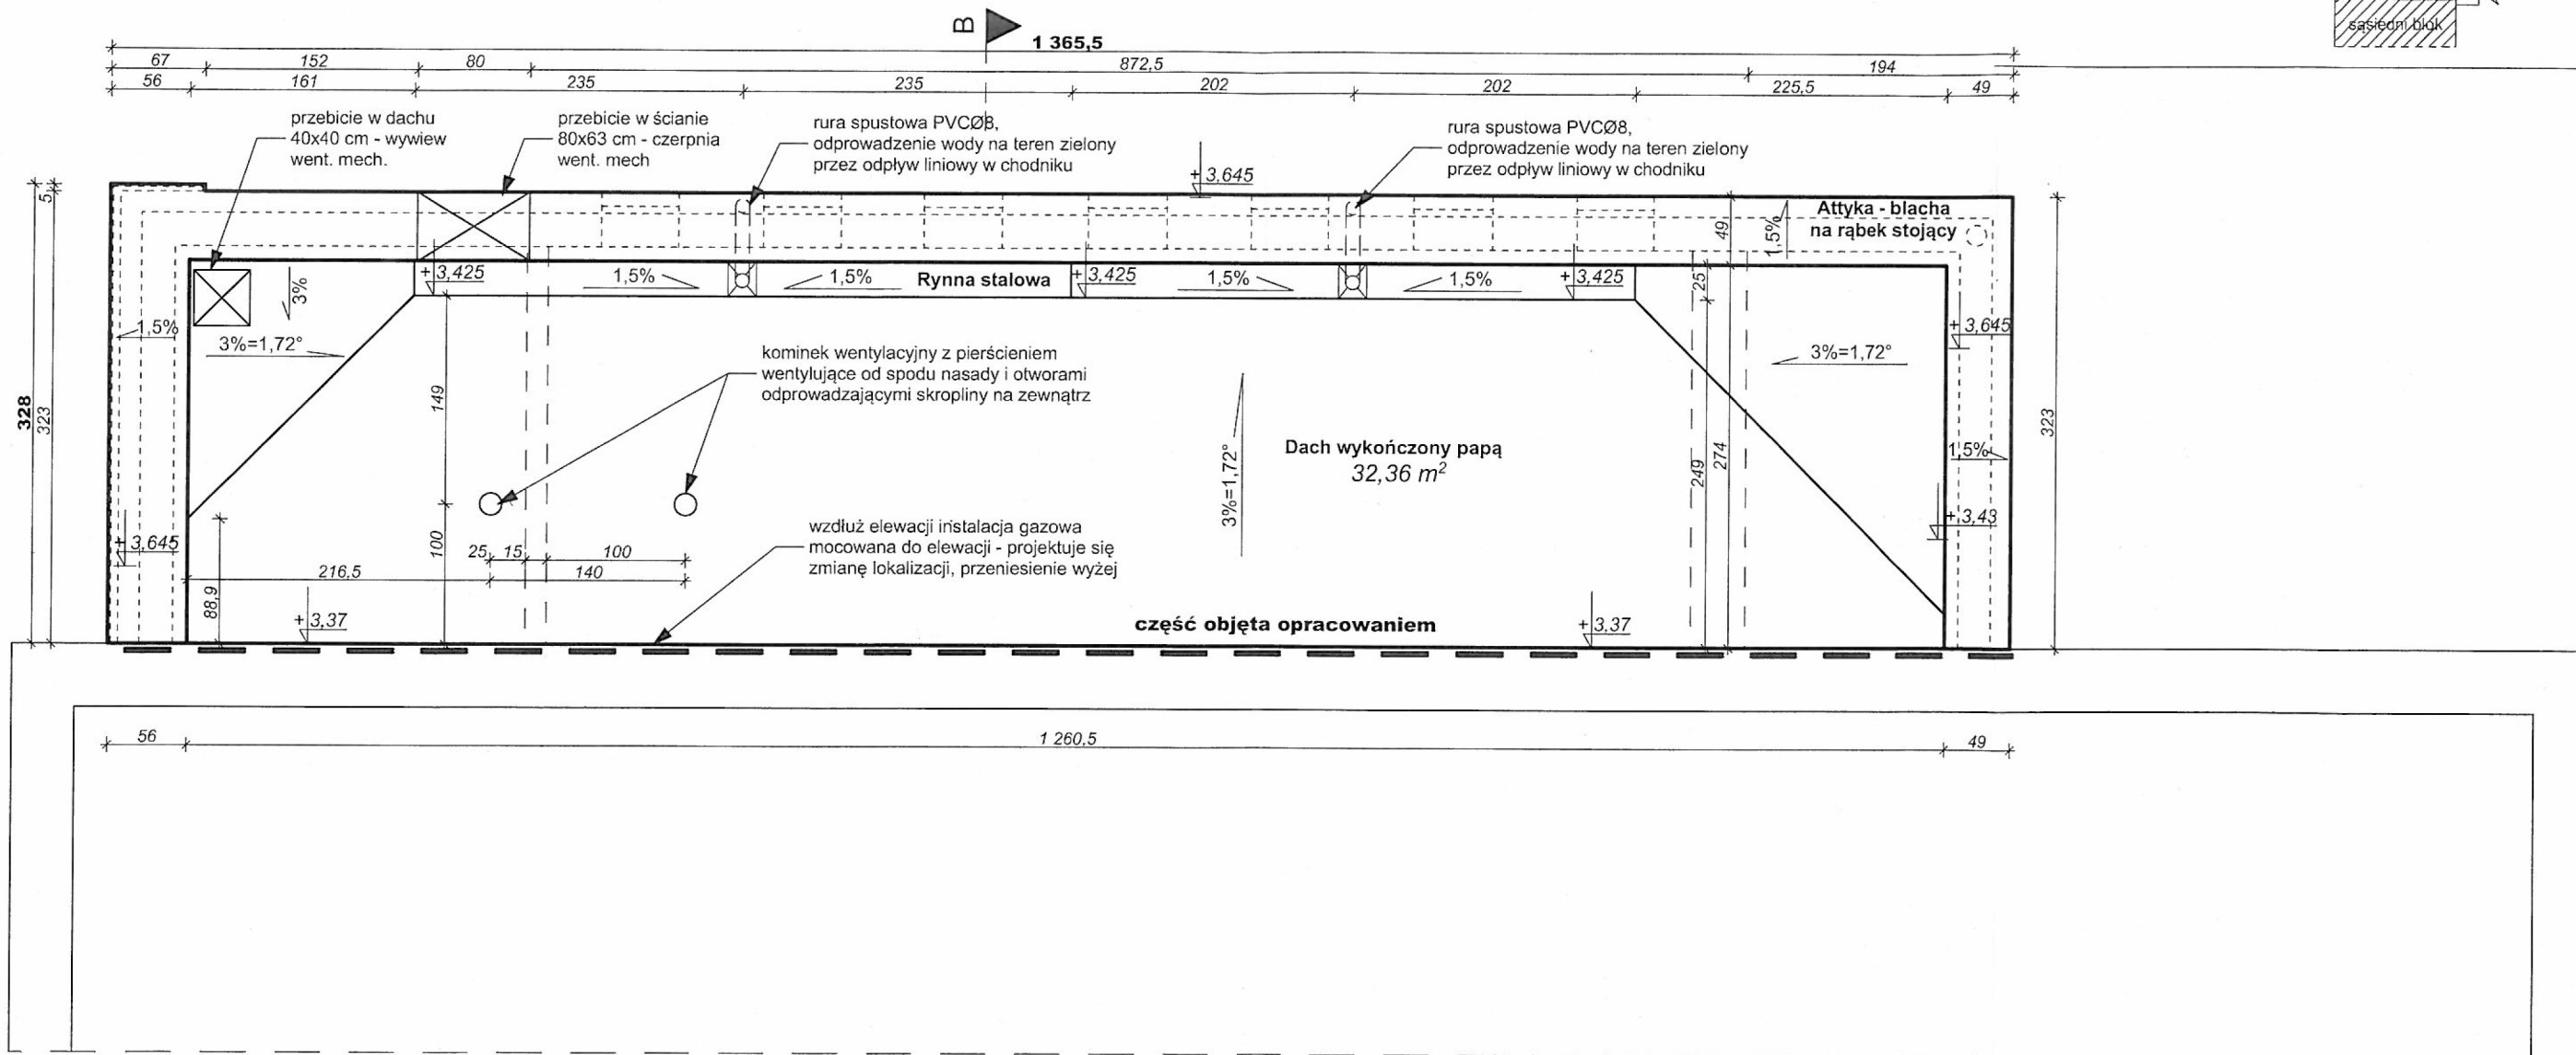 B
1 365,5
sąsiedni blok
67
152
80
872,5
194
56
161
235
235
202
202
225,5
49
przebicie w dachu
40x40 cm - wywiew
went. mech.
przebicie w ścianie
80x63 cm - czerpnia
went. mech
rura spustowa PVCØ8,
odprowadzenie wody na teren zielony
przez odpływ liniowy w chodniku
rura spustowa PVCØ8,
odprowadzenie wody na teren zielony
przez odpływ liniowy w chodniku
+ 3,645
5
Attyka - blacha
na rąbek stojący
1,5%
49
+ 3,425
1,5%
1,5%
Rynna stalowa
+ 3,425
1,5%
1,5%
+ 3,425
25
3%
1,5%
3%=1,72°
+ 3,645
3%=1,72°
kominek wentylacyjny z pierścieniem
wentylujące od spodu nasady i otworami
odprowadzającymi skropliny na zewnątrz
149
328
323
323
Dach wykończony papą
32,36 m²
3%=1,72°
249
274
1,5%
+ 3,43
wzdłuż elewacji instalacja gazowa
mocowana do elewacji - projektuje się
zmianę lokalizacji, przeniesienie wyżej
+ 3,645
100
25
15
100
216,5
140
88,9
+ 3,37
część objęta opracowaniem
+ 3,37
56
1 260,5
49